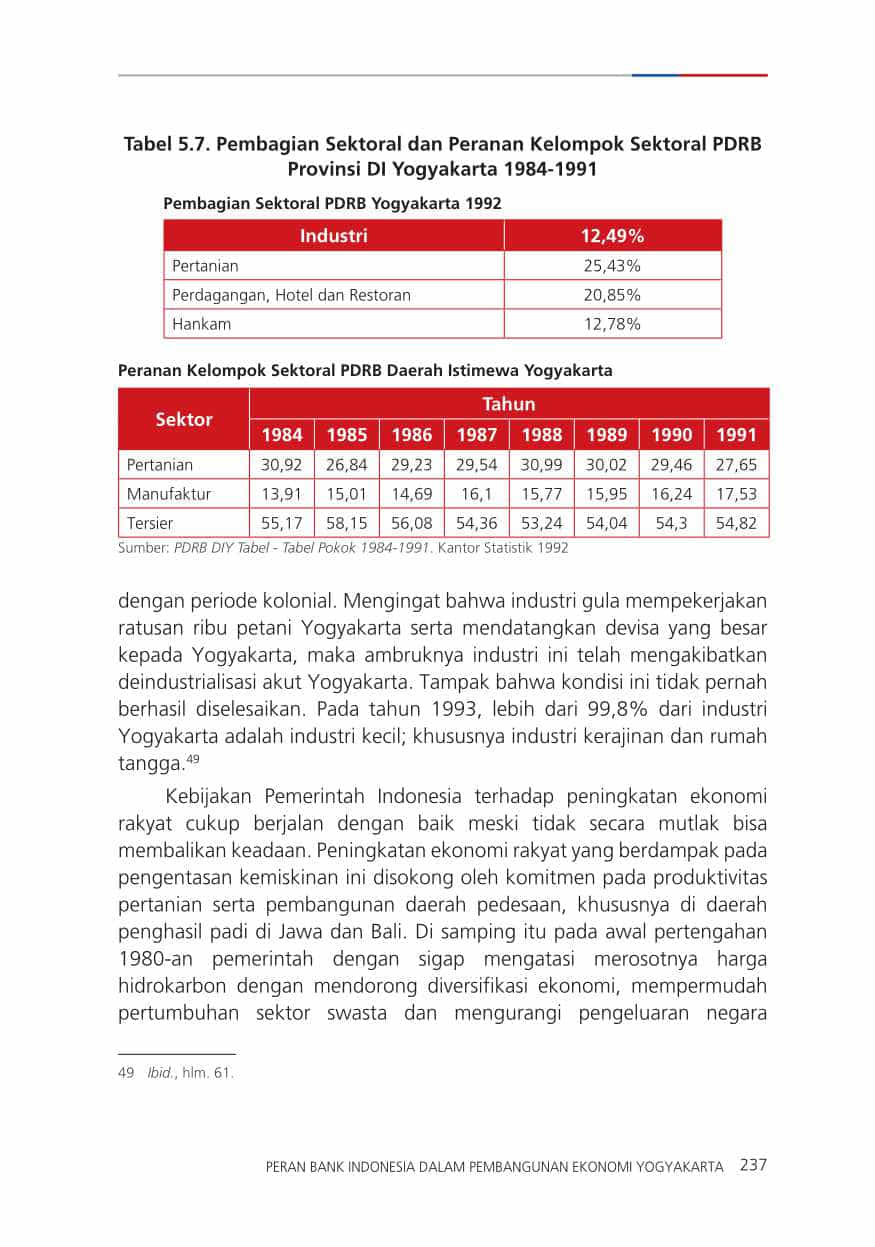 Tabel 5.7. Pembagian Sektoral dan Peranan Kelompok Sektoral PDRB
Provinsi DI Yogyakarta 1984-1991
Pembagian Sektoral PDRB Yogyakarta 1992
Industri 12,49%
Pertanian 25,43%
Perdagangan, Hotel dan Restoran 20,85%
Hankam 12,78%
Peranan Kelompok Sektoral PDRB Daerah Istimewa Yogyakarta
Sektor Tahun
1984 1985 1986 1987 1988 1989 1990 1991
Pertanian 30,92 26,84 29,23 29,54 30,99 30,02 29,46 27,65
Manufaktur 13,91 15,01 14,69 16,1 15,77 15,95 16,24 17,53
Tersier 55,17 58,15 56,08 54,36 53,24 54,04 54,3 54,82
Sumber: PDRB DIY Tabel - Tabel Pokok 1984-1991. Kantor Statistik 1992
dengan periode kolonial. Mengingat bahwa industri gula mempekerjakan
ratusan ribu petani Yogyakarta serta mendatangkan devisa yang besar
kepada Yogyakarta, maka ambruknya industri ini telah mengakibatkan
deindustrialisasi akut Yogyakarta. Tampak bahwa kondisi ini tidak pernah
berhasil diselesaikan. Pada tahun 1993, lebih dari 99,8% dari industri
Yogyakarta adalah industri kecil; khususnya industri kerajinan dan rumah
tangga.49
Kebijakan Pemerintah Indonesia terhadap peningkatan ekonomi
rakyat cukup berjalan dengan baik meski tidak secara mutlak bisa
membalikan keadaan. Peningkatan ekonomi rakyat yang berdampak pada
pengentasan kemiskinan ini disokong oleh komitmen pada produktivitas
pertanian serta pembangunan daerah pedesaan, khususnya di daerah
penghasil padi di Jawa dan Bali. Di samping itu pada awal pertengahan
1980-an pemerintah dengan sigap mengatasi merosotnya harga
hidrokarbon dengan mendorong diversifikasi ekonomi, mempermudah
pertumbuhan sektor swasta dan mengurangi pengeluaran negara
49 Ibid., hlm. 61.
PERAN BANK INDONESIA DALAM PEMBANGUNAN EKONOMI YOGYAKARTA 237